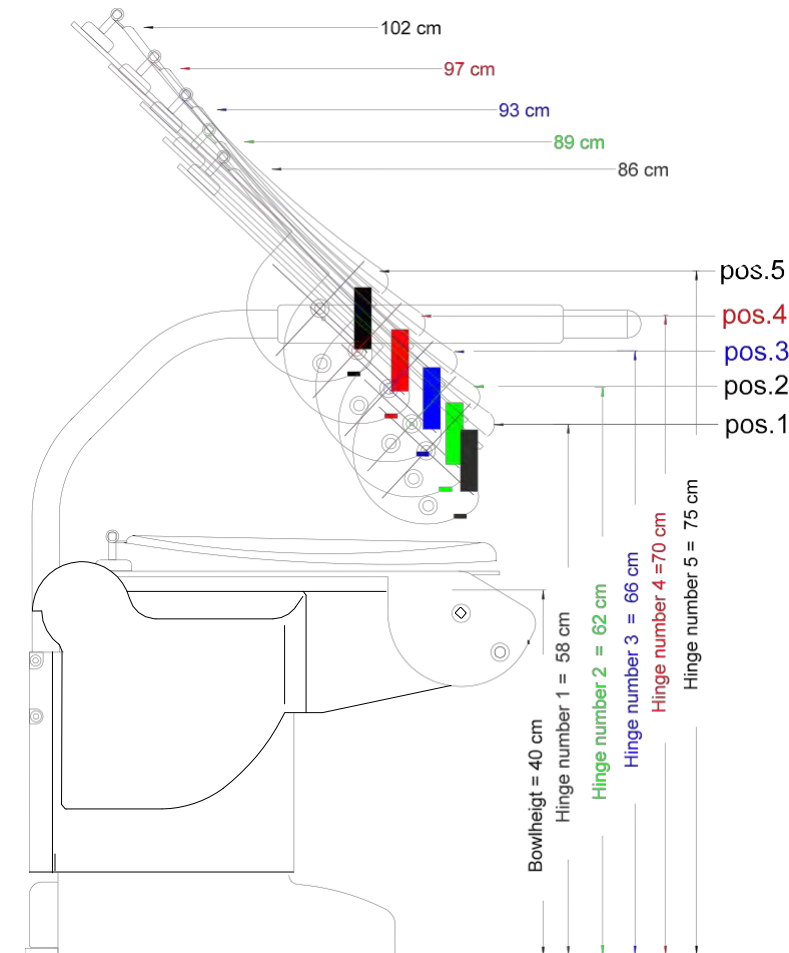 102 cm
97 cm
93 cm
89 cm
86 cm
pos.5
pos.4
pos.3
pos.2
pos.1
Bowlheigt = 40 cm
Hinge number 1 = 58 cm
Hinge number 2 = 62 cm
Hinge number 3 = 66 cm
Hinge number 4 =70 cm
Hinge number 5 = 75 cm